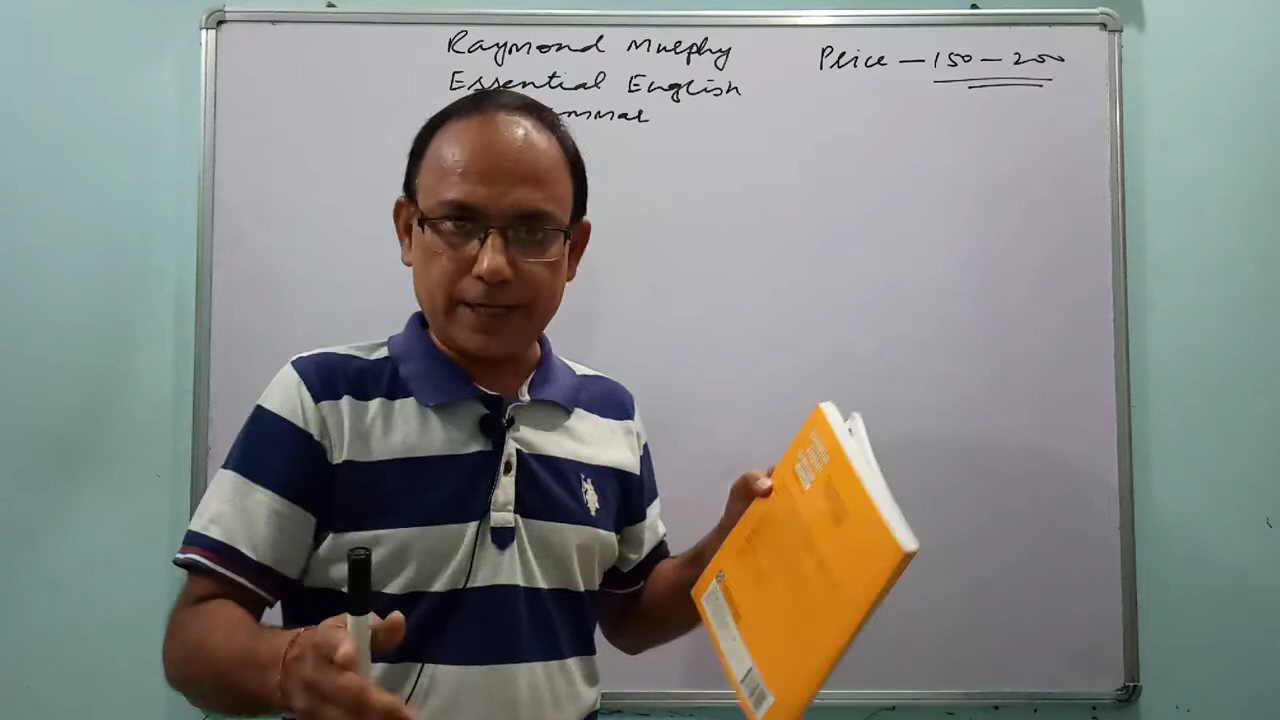 Raymond Murphy
Essential English
Price – 150 – 200